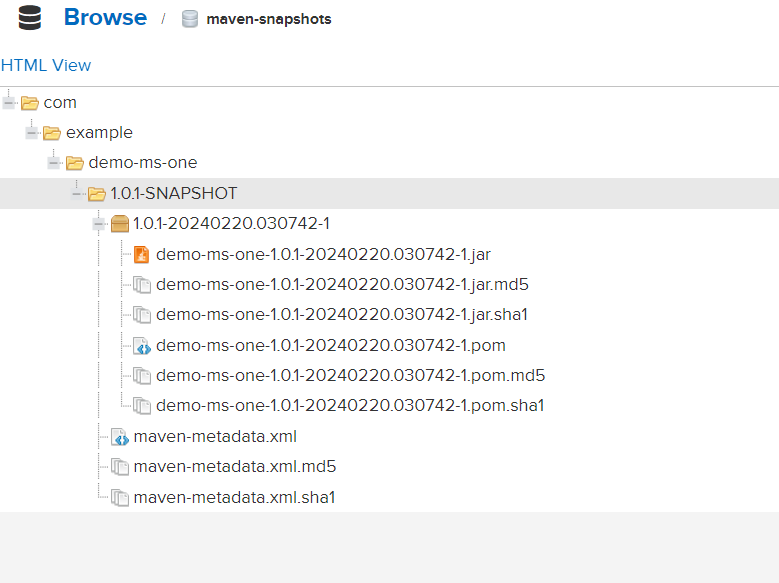 Browse / maven-snapshots
HTML View
com
example
demo-ms-one
1.0.1-SNAPSHOT
1.0.1-20240220.030742-1
demo-ms-one-1.0.1-20240220.030742-1.jar
demo-ms-one-1.0.1-20240220.030742-1.jar.md5
demo-ms-one-1.0.1-20240220.030742-1.jar.sha1
demo-ms-one-1.0.1-20240220.030742-1.pom
demo-ms-one-1.0.1-20240220.030742-1.pom.md5
demo-ms-one-1.0.1-20240220.030742-1.pom.sha1
maven-metadata.xml
maven-metadata.xml.md5
maven-metadata.xml.sha1